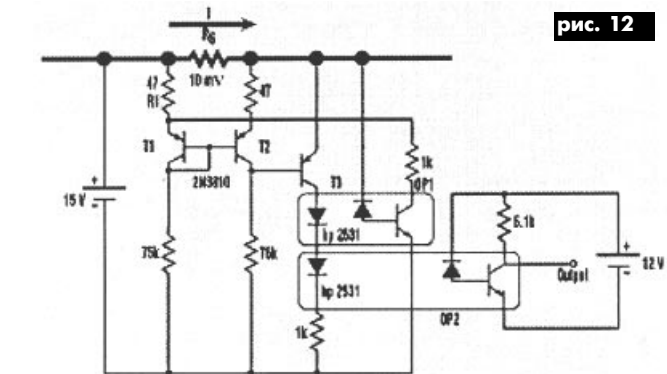 рис. 12
I
R6
10 mv
47
R1
47
T1
T2
2N3810
1k
OP1
T3
15 V
hp 2531
6.1k
75k
75k
Output
12 V
hp 2531
OP2
1k